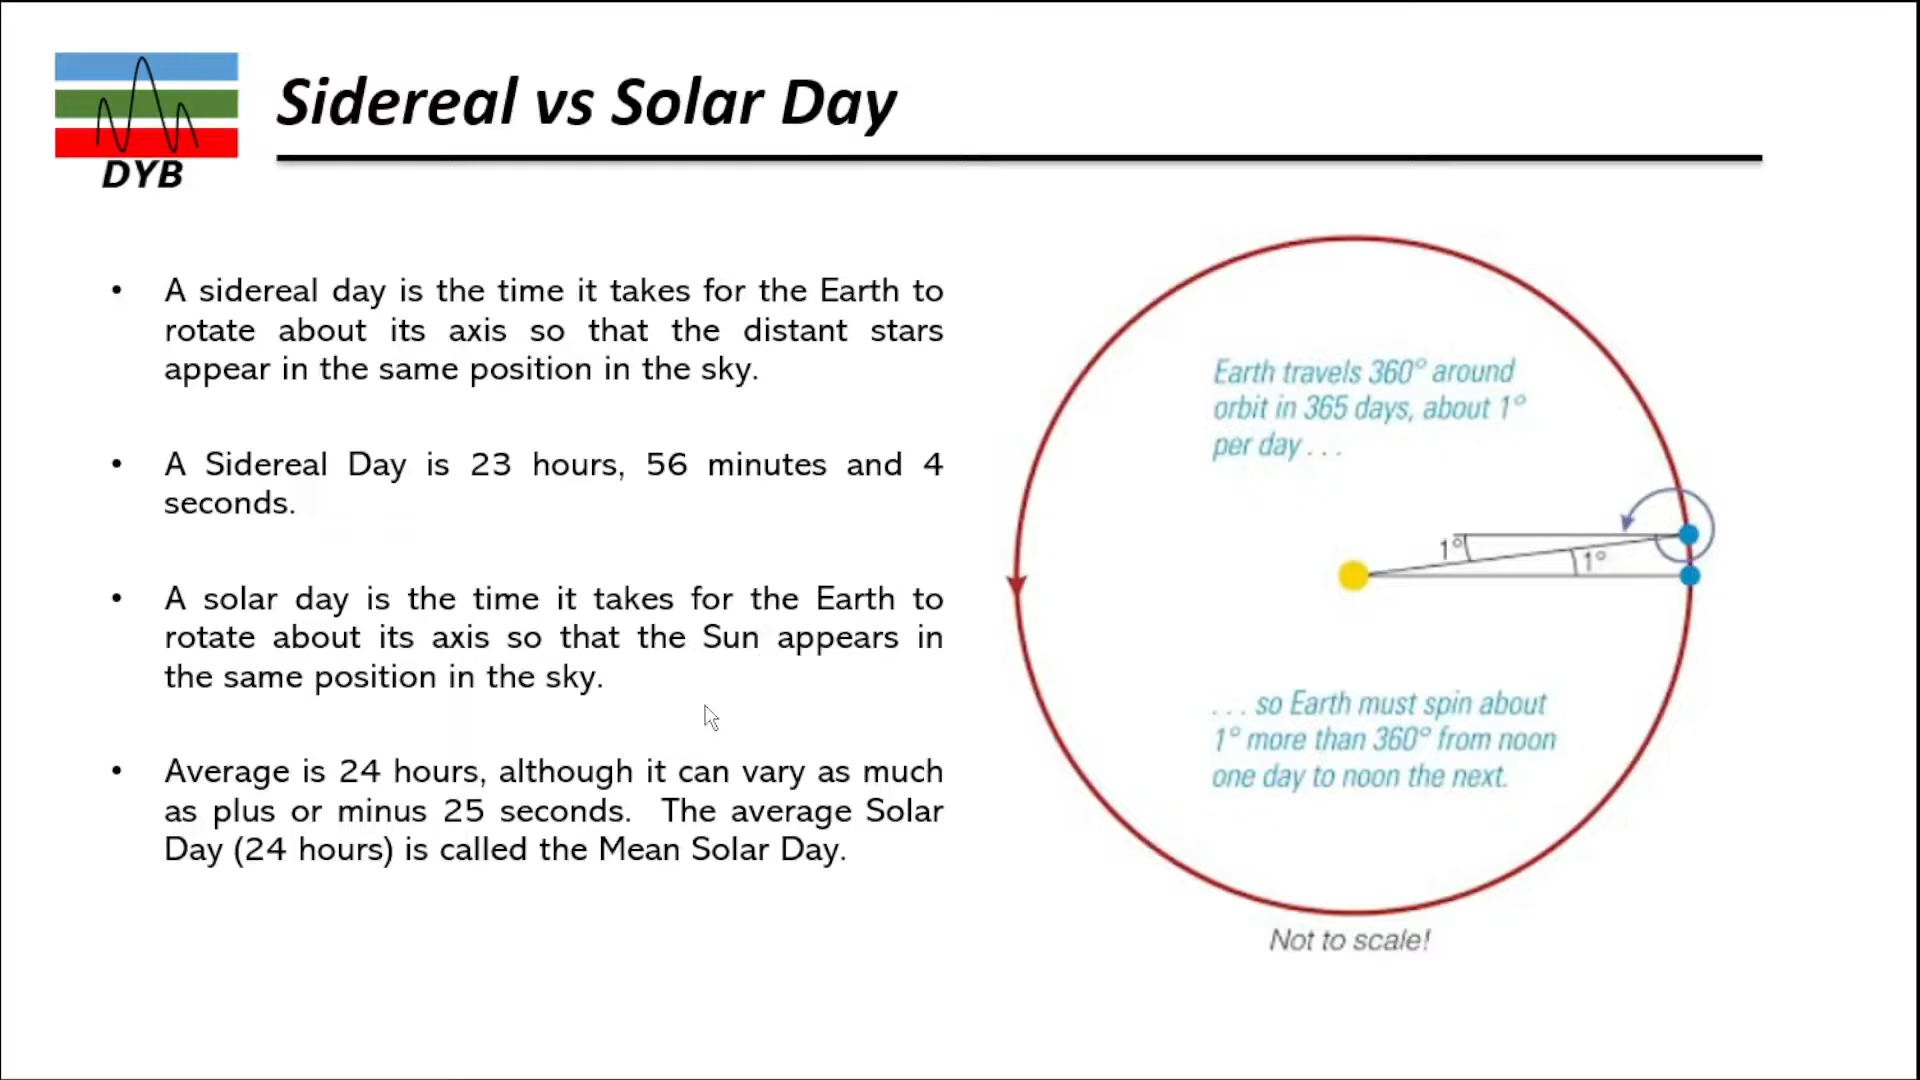 DYB
Sidereal vs Solar Day
• A sidereal day is the time it takes for the Earth to
rotate about its axis so that the distant stars
appear in the same position in the sky.
• A Sidereal Day is 23 hours, 56 minutes and 4
seconds.
• A solar day is the time it takes for the Earth to
rotate about its axis so that the Sun appears in
the same position in the sky.
• Average is 24 hours, although it can vary as much
as plus or minus 25 seconds. The average Solar
Day (24 hours) is called the Mean Solar Day.
Earth travels 360° around
orbit in 365 days, about 1°
per day . . .
1°
1°
. . . so Earth must spin about
1° more than 360° from noon
one day to noon the next.
Not to scale!